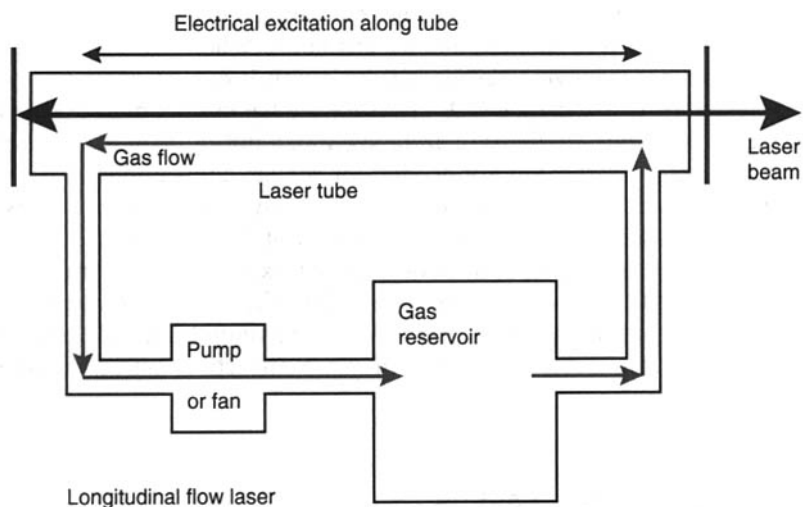 Electrical excitation along tube
Gas flow
Laser
beam
Laser tube
Gas
reservoir
Pump
or fan
Longitudinal flow laser